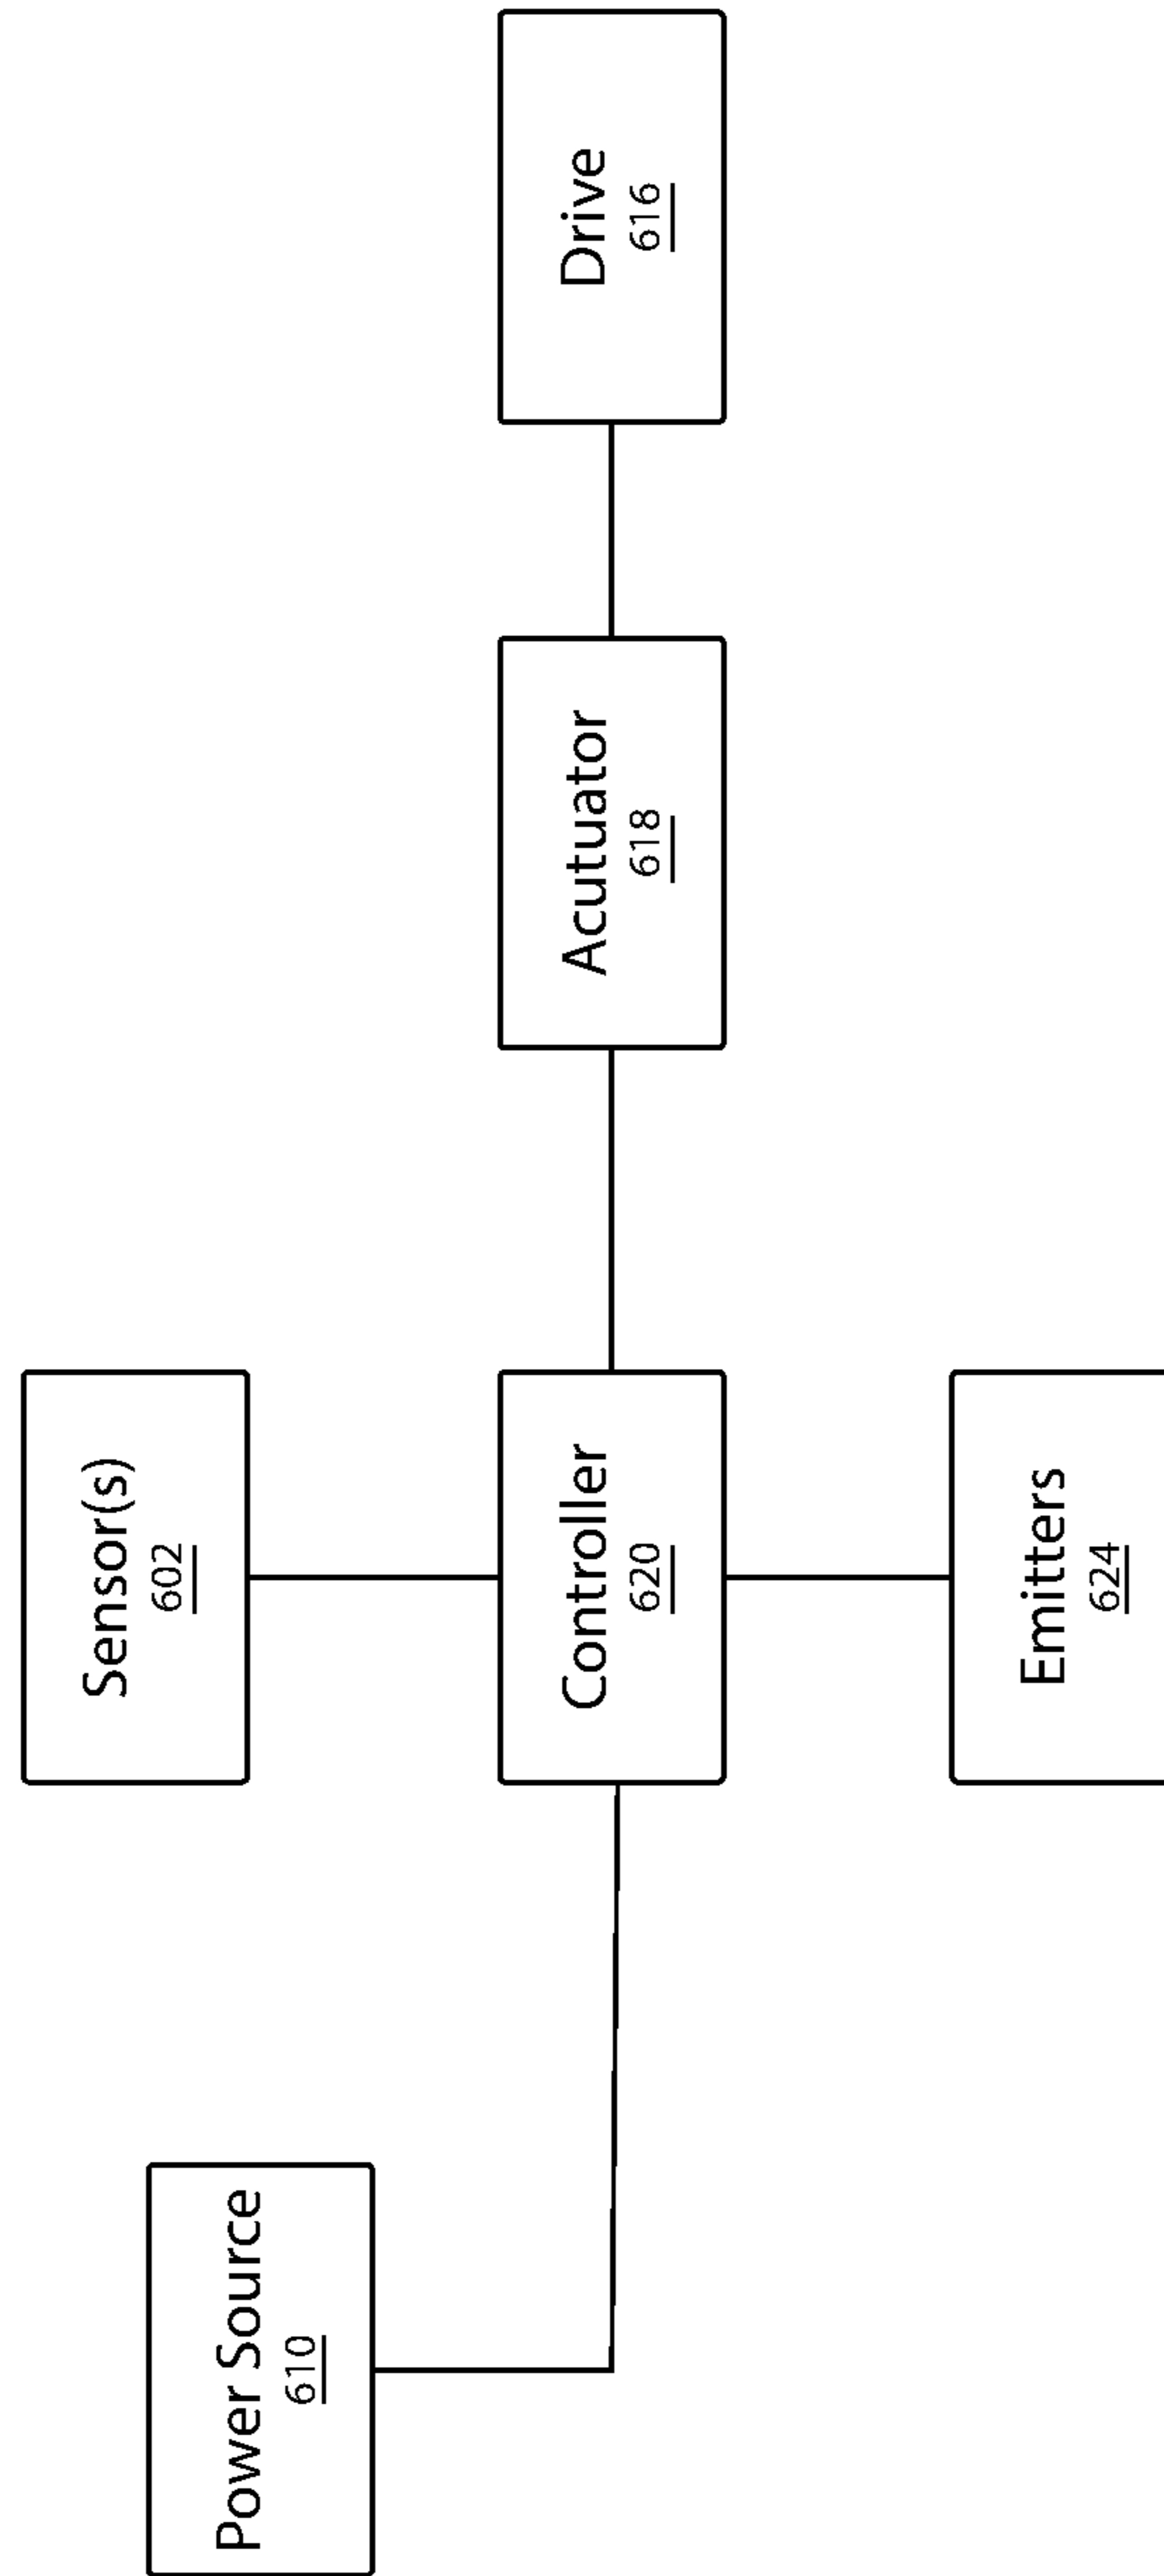 Sensor(s)
602
Power Source
610
Controller
620
Acutuator
618
Drive
616
Emitters
624